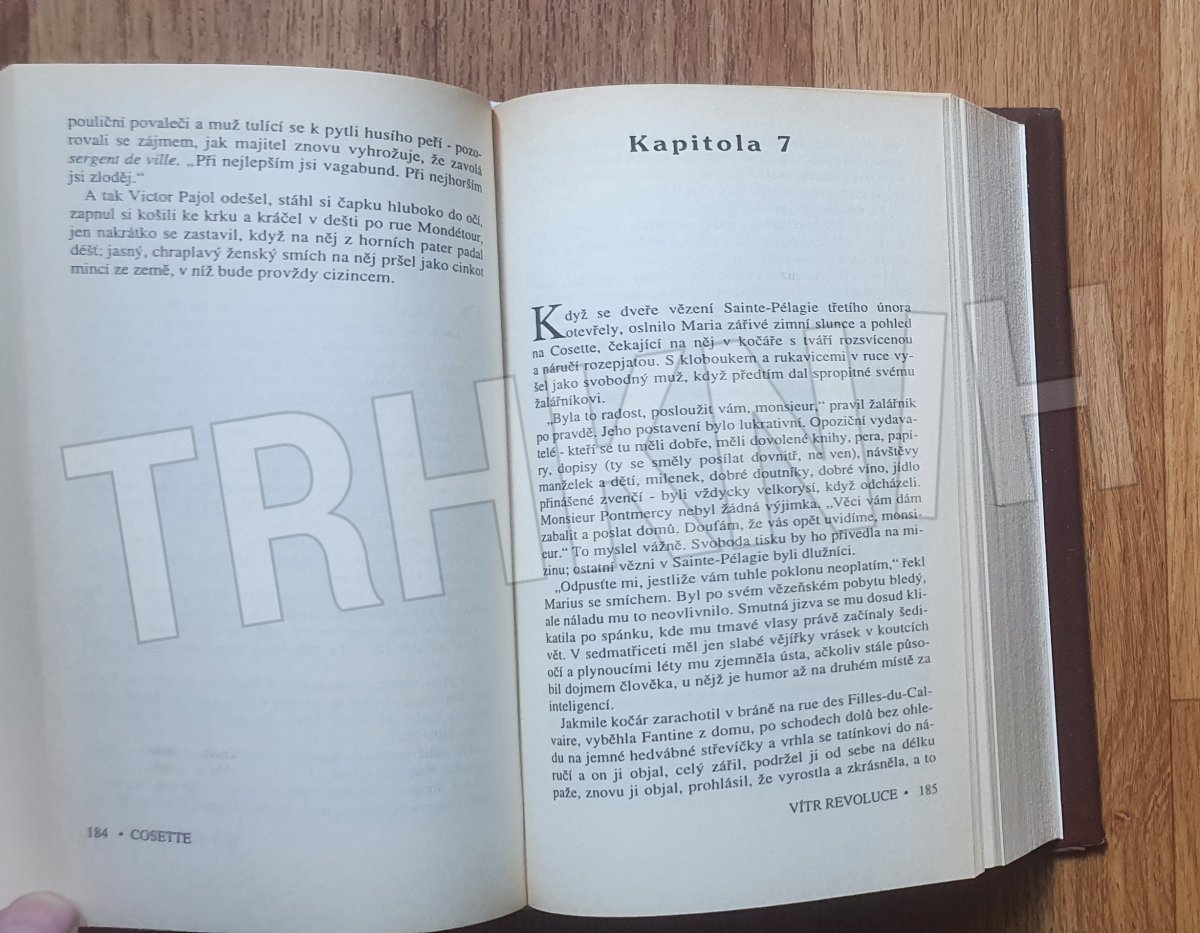 pouliční povaleči a muž tulící se k pytli husího peří - pozo-
rovali se zájmem, jak majitel znovu vyhrožuje, že zavolá
sergent de ville. „Při nejlepším jsi vagabund. Při nejhorším
jsi zloděj.“
A tak Victor Pajol odešel, stáhl si čapku hluboko do očí,
zapnul si košili ke krku a kráčel v dešti po rue Mondétour,
jen nakrátko se zastavil, když na něj z horních pater padal
déšť; jasný, chraplavý ženský smích na něj pršel jako cinkot
mincí ze země, v níž bude provždy cizincem.
184 • COSETTE
Kapitola 7
Když se dveře vězení Sainte-Pélagie třetího února
otevřely, oslnilo Maria zářivé zimní slunce a pohled
na Cosette, čekající na něj v kočáře s tváří rozsvícenou
a náručí rozepjatou. S kloboukem a rukavicemi v ruce vy-
šel jako svobodný muž, když předtím dal spropitné svému
žalářníkovi.
„Byla to radost, posloužit vám, monsieur,“ pravil žalářník
po pravdě. Jeho postavení bylo lukrativní. Opoziční vydava-
telé - kteří se tu měli dobře, měli dovolené knihy, pera, papí-
ry, dopisy (ty se směly posílat dovnitř, ne ven), návštěvy
manželek a dětí, milenek, dobré doutníky, dobré víno, jídlo
přinášené zvenčí - byli vždycky velkorysí, když odcházeli.
Monsieur Pontmercy nebyl žádná výjimka. „Věci vám dám
zabalit a poslat domů. Doufám, že vás opět uvidíme, monsi-
eur.“ To myslel vážně. Svoboda tisku by ho přivedla na mi-
zinu; ostatní vězni v Sainte-Pélagie byli dlužníci.
„Odpusťte mi, jestliže vám tuhle poklonu neoplatím,“ řekl
Marius se smíchem. Byl po svém vězeňském pobytu bledý,
ale náladu mu to neovlivnilo. Smutná jizva se mu dosud kli-
katila po spánku, kde mu tmavé vlasy právě začínaly šedi-
vět. V sedmatřiceti měl jen slabé vějířky vrásek v koutcích
očí a plynoucími léty mu zjemněla ústa, ačkoliv stále půso-
bil dojmem člověka, u nějž je humor až na druhém místě za
inteligencí.
Jakmile kočár zarachotil v bráně na rue des Filles-du-Cal-
vaire, vyběhla Fantine z domu, po schodech dolů bez ohle-
du na jemné hedvábné střevíčky a vrhla se tatínkovi do ná-
ručí a on ji objal, celý zářil, podržel ji od sebe na délku
paže, znovu ji objal, prohlásil, že vyrostla a zkrásněla, a to
VÍTR REVOLUCE • 185
TRHKNIH